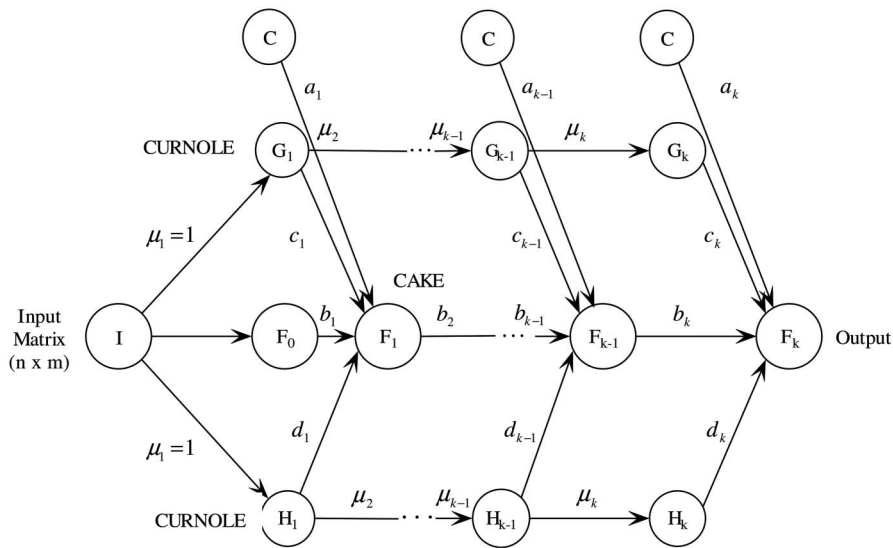 C C C
a₁ aₖ₋₁ aₖ
CURNOLE G₁ μ₂ ··· μₖ₋₁ Gₖ₋₁ μₖ Gₖ
μ₁ = 1 c₁ cₖ₋₁ cₖ
CAKE
Input
Matrix
(n x m)
I F₀ b₁ F₁ b₂ ··· bₖ₋₁ Fₖ₋₁ bₖ Fₖ Output
μ₁ = 1 d₁ dₖ₋₁ dₖ
CURNOLE H₁ μ₂ ··· μₖ₋₁ Hₖ₋₁ μₖ Hₖ